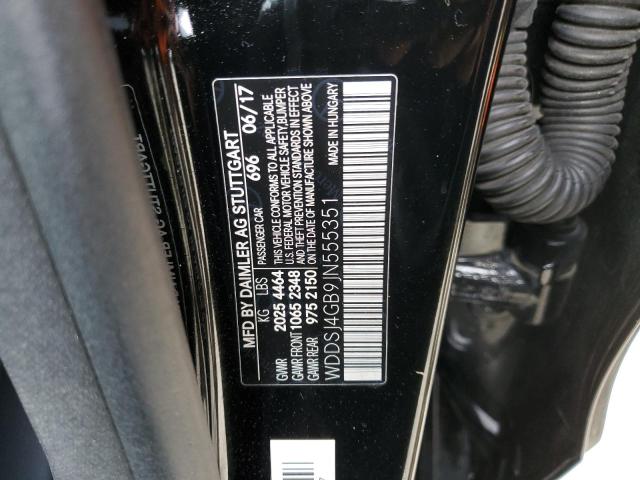 MFD BY DAIMLER AG STUTTGART
PASSENGER CAR 696 06/17
KG LBS THIS VEHICLE CONFORMS TO ALL APPLICABLE
GVWR 2025 4464 U.S. FEDERAL MOTOR VEHICLE SAFETY,BUMPER
GAWR FRONT 1065 2348 AND THEFT PREVENTION STANDARDS IN EFFECT
GAWR REAR 975 2150 ON DATE OF MANUFACTURE SHOWN ABOVE
WDDSJ4GB9JN555351 MADE IN HUNGARY